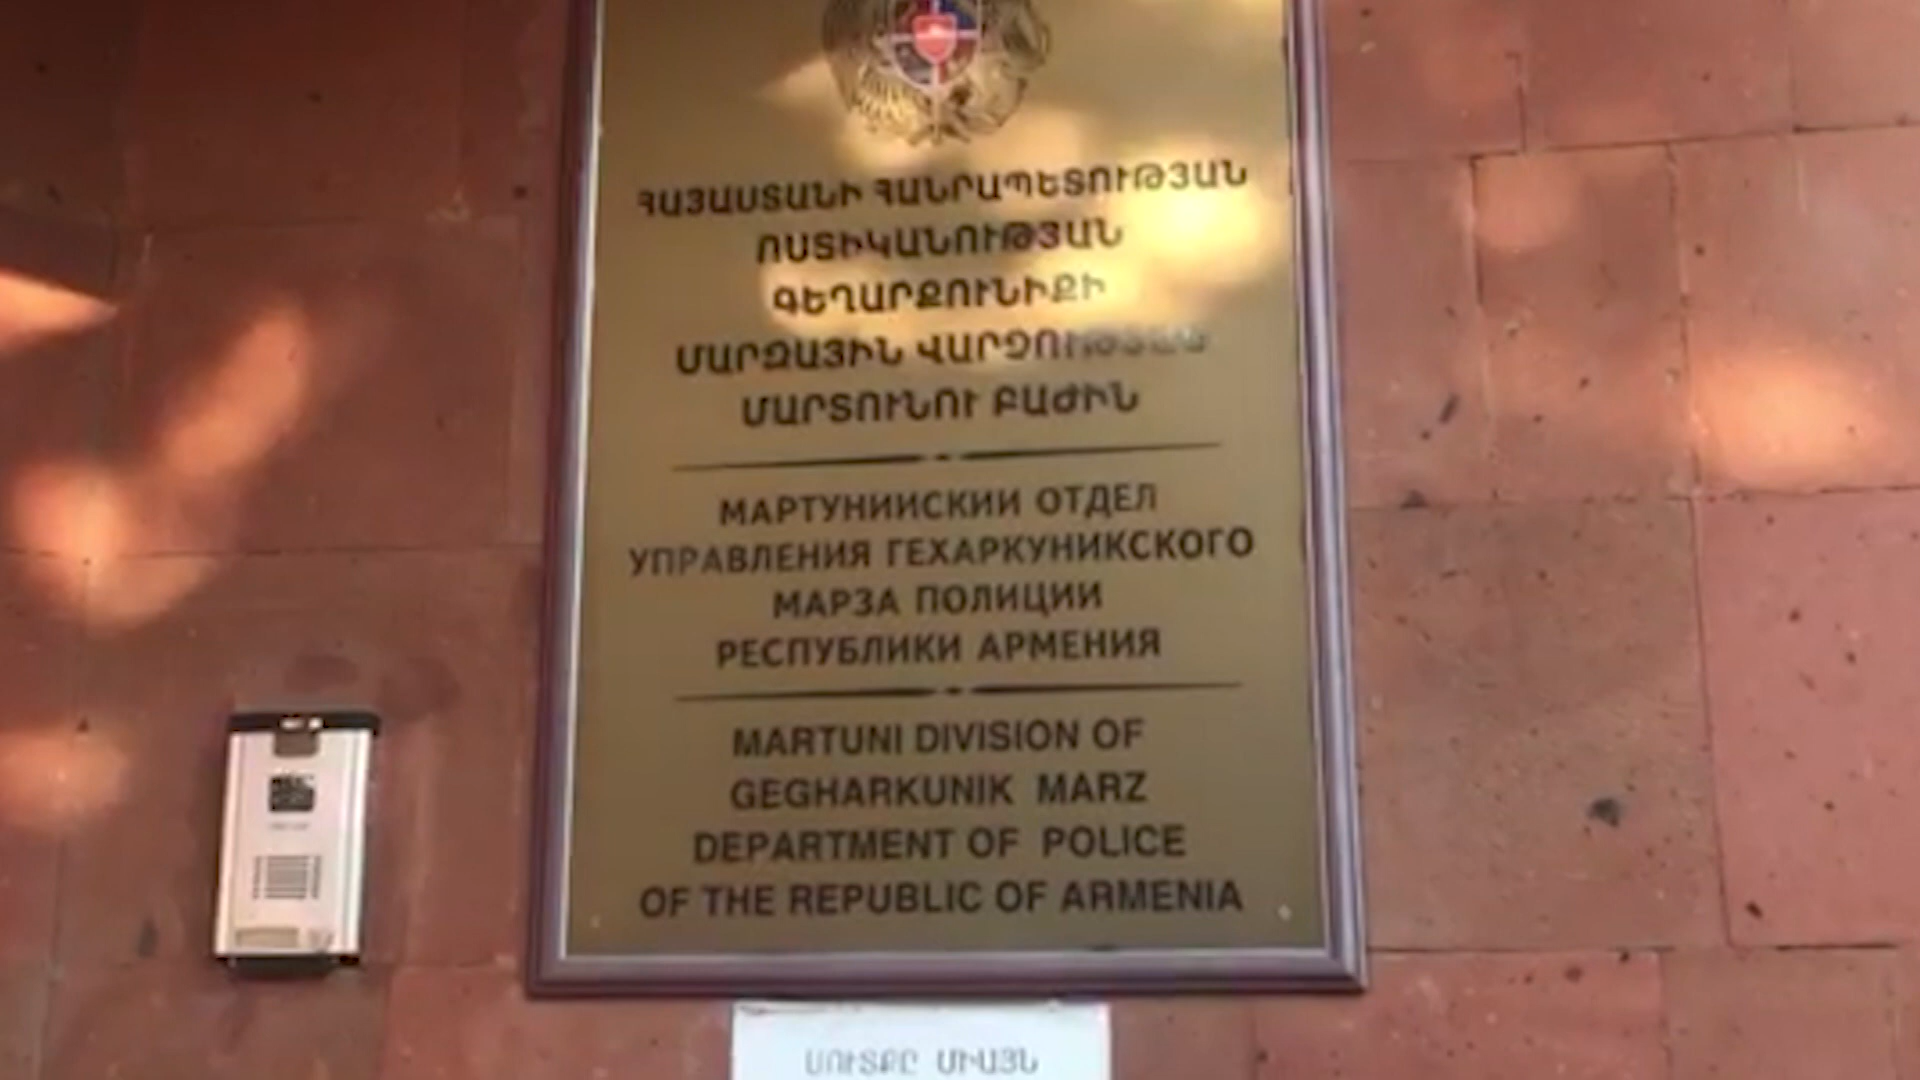 ՀԱՅԱՍՏԱՆԻ ՀԱՆՐԱՊԵՏՈՒԹՅԱՆ
ՈՍՏԻԿԱՆՈՒԹՅԱՆ
ԳԵՂԱՐՔՈՒՆԻՔԻ
ՄԱՐԶԱՅԻՆ ՎԱՐՉՈՒԹՅԱՆ
ՄԱՐՏՈՒՆՈՒ ԲԱԺԻՆ
МАРТУНИИСКИИ ОТДЕЛ
УПРАВЛЕНИЯ ГЕХАРКУНИКСКОГО
МАРЗА ПОЛИЦИИ
РЕСПУБЛИКИ АРМЕНИЯ
MARTUNI DIVISION OF
GEGHARKUNIK MARZ
DEPARTMENT OF POLICE
OF THE REPUBLIC OF ARMENIA
ՄՈՒՏՔԸ ՄԻԱՅՆ